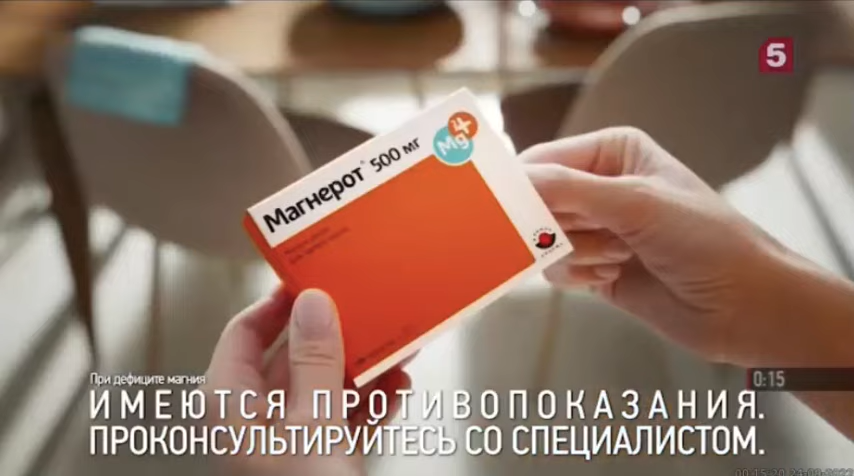 5
Mg
Магнерот® 500 мг
При дефиците магния
0:15
ИМЕЮТСЯ ПРОТИВОПОКАЗАНИЯ.
ПРОКОНСУЛЬТИРУЙТЕСЬ СО СПЕЦИАЛИСТОМ.